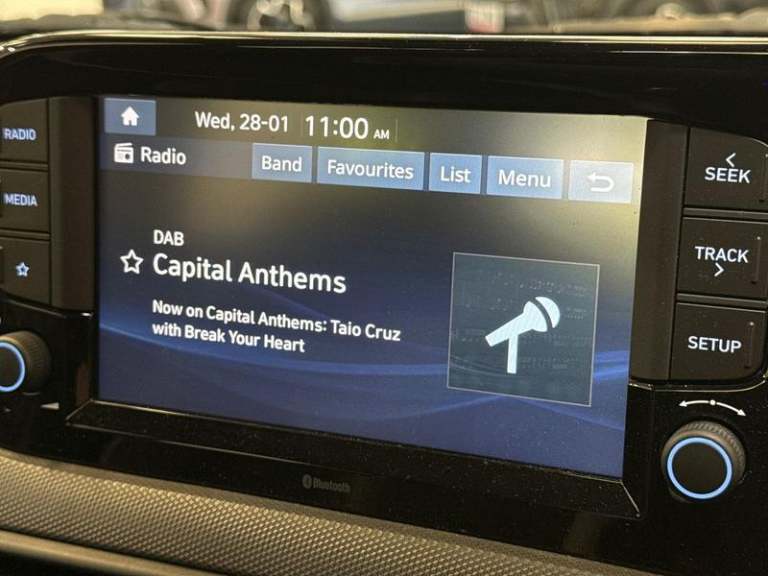 Wed, 28-01 11:00 AM
RADIO
MEDIA
Radio Band Favourites List Menu
DAB
Capital Anthems
Now on Capital Anthems: Taio Cruz
with Break Your Heart
SEEK
TRACK
SETUP
Bluetooth